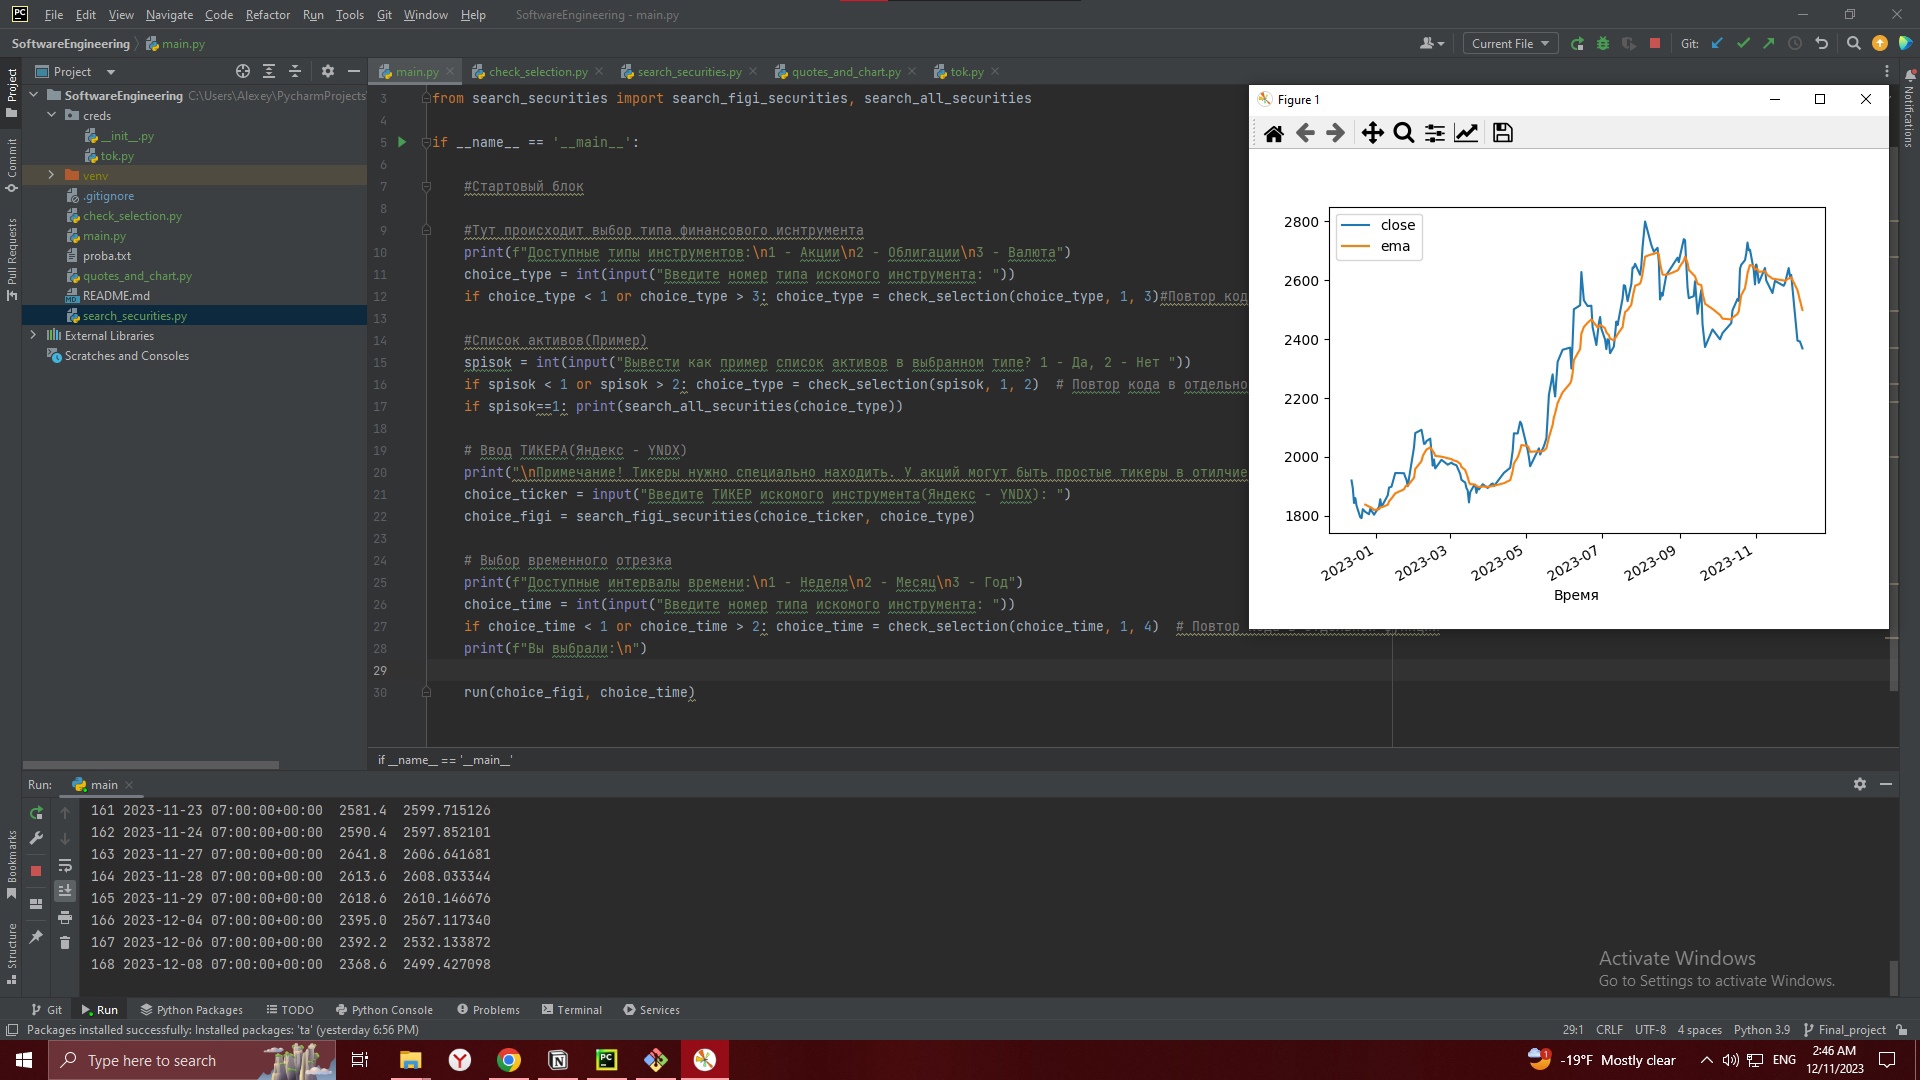 PC File Edit View Navigate Code Refactor Run Tools Git Window Help SoftwareEngineering - main.py
SoftwareEngineering main.py Current File Git:
Project main.py check_selection.py search_securities.py quotes_and_chart.py tok.py
SoftwareEngineering C:\Users\Alexey\PycharmProjects
creds
__init__.py
tok.py
venv
.gitignore
check_selection.py
main.py
proba.txt
quotes_and_chart.py
README.md
search_securities.py
External Libraries
Scratches and Consoles
Project
Commit
Pull Requests
Bookmarks
Structure
Notifications
3 from search_securities import search_figi_securities, search_all_securities
4
5 if __name__ == '__main__':
6
7 #Стартовый блок
8
9 #Тут происходит выбор типа финансового иснтрумента
10 print(f"Доступные типы инструментов:\n1 - Акции\n2 - Облигации\n3 - Валюта")
11 choice_type = int(input("Введите номер типа искомого инструмента: "))
12 if choice_type < 1 or choice_type > 3: choice_type = check_selection(choice_type, 1, 3)#Повтор код
13
14 #Список активов(Пример)
15 spisok = int(input("Вывести как пример список активов в выбранном типе? 1 - Да, 2 - Нет "))
16 if spisok < 1 or spisok > 2: choice_type = check_selection(spisok, 1, 2) # Повтор кода в отдельно
17 if spisok==1: print(search_all_securities(choice_type))
18
19 # Ввод ТИКЕРА(Яндекс - YNDX)
20 print("\nПримечание! Тикеры нужно специально находить. У акций могут быть простые тикеры в отилчие
21 choice_ticker = input("Введите ТИКЕР искомого инструмента(Яндекс - YNDX): ")
22 choice_figi = search_figi_securities(choice_ticker, choice_type)
23
24 # Выбор временного отрезка
25 print(f"Доступные интервалы времени:\n1 - Неделя\n2 - Месяц\n3 - Год")
26 choice_time = int(input("Введите номер типа искомого инструмента: "))
27 if choice_time < 1 or choice_time > 2: choice_time = check_selection(choice_time, 1, 4) # Повтор
28 print(f"Вы выбрали:\n")
29
30 run(choice_figi, choice_time)
if __name__ == '__main__'
Figure 1
close
ema
2800
2600
2400
2200
2000
1800
2023-01 2023-03 2023-05 2023-07 2023-09 2023-11
Время
Run: main
161 2023-11-23 07:00:00+00:00 2581.4 2599.715126
162 2023-11-24 07:00:00+00:00 2590.4 2597.852101
163 2023-11-27 07:00:00+00:00 2641.8 2606.641681
164 2023-11-28 07:00:00+00:00 2613.6 2608.033344
165 2023-11-29 07:00:00+00:00 2618.6 2610.146676
166 2023-12-04 07:00:00+00:00 2395.0 2567.117340
167 2023-12-06 07:00:00+00:00 2392.2 2532.133872
168 2023-12-08 07:00:00+00:00 2368.6 2499.427098
Activate Windows
Go to Settings to activate Windows.
Git Run Python Packages TODO Python Console Problems Terminal Services
Packages installed successfully: Installed packages: 'ta' (yesterday 6:56 PM) 29:1 CRLF UTF-8 4 spaces Python 3.9 Final_project
Type here to search -19°F Mostly clear ENG 2:46 AM
12/11/2023